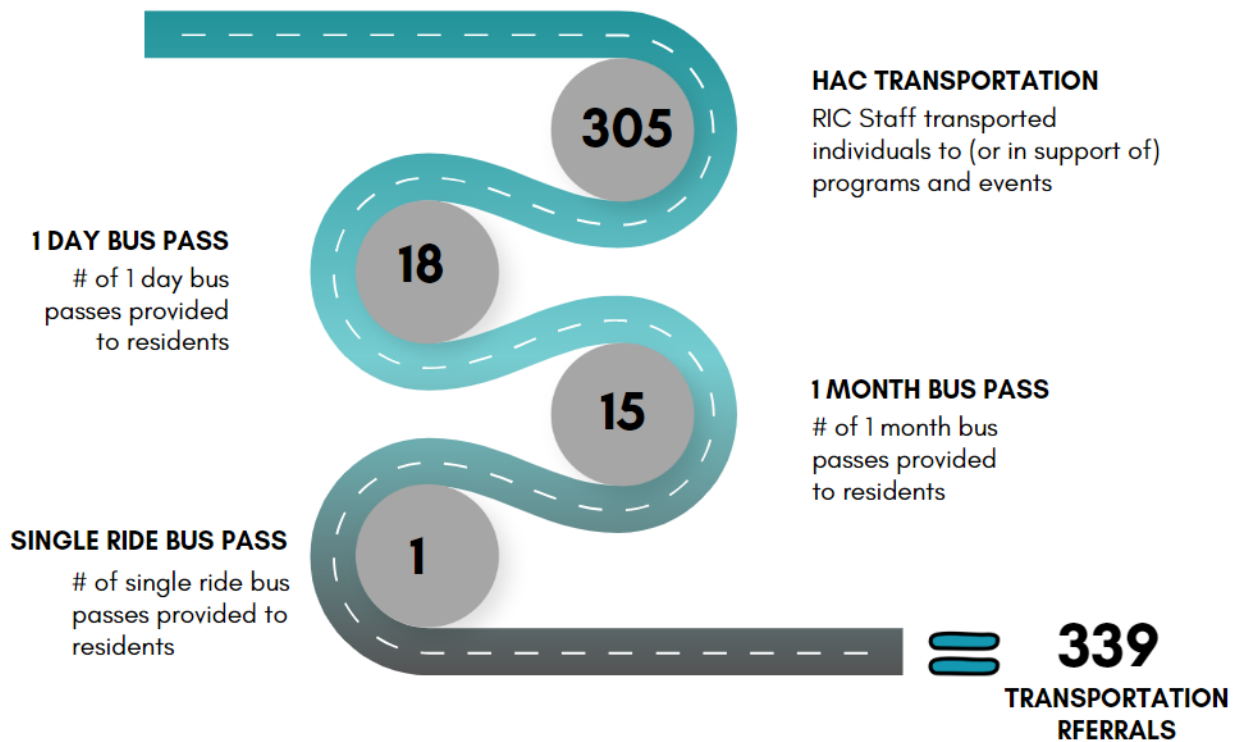 305
HAC TRANSPORTATION
RIC Staff transported
individuals to (or in support of)
programs and events
1 DAY BUS PASS
# of 1 day bus
passes provided
to residents
18
15
1 MONTH BUS PASS
# of 1 month bus
passes provided
to residents
SINGLE RIDE BUS PASS
# of single ride bus
passes provided to
residents
1
339
TRANSPORTATION
RFERRALS